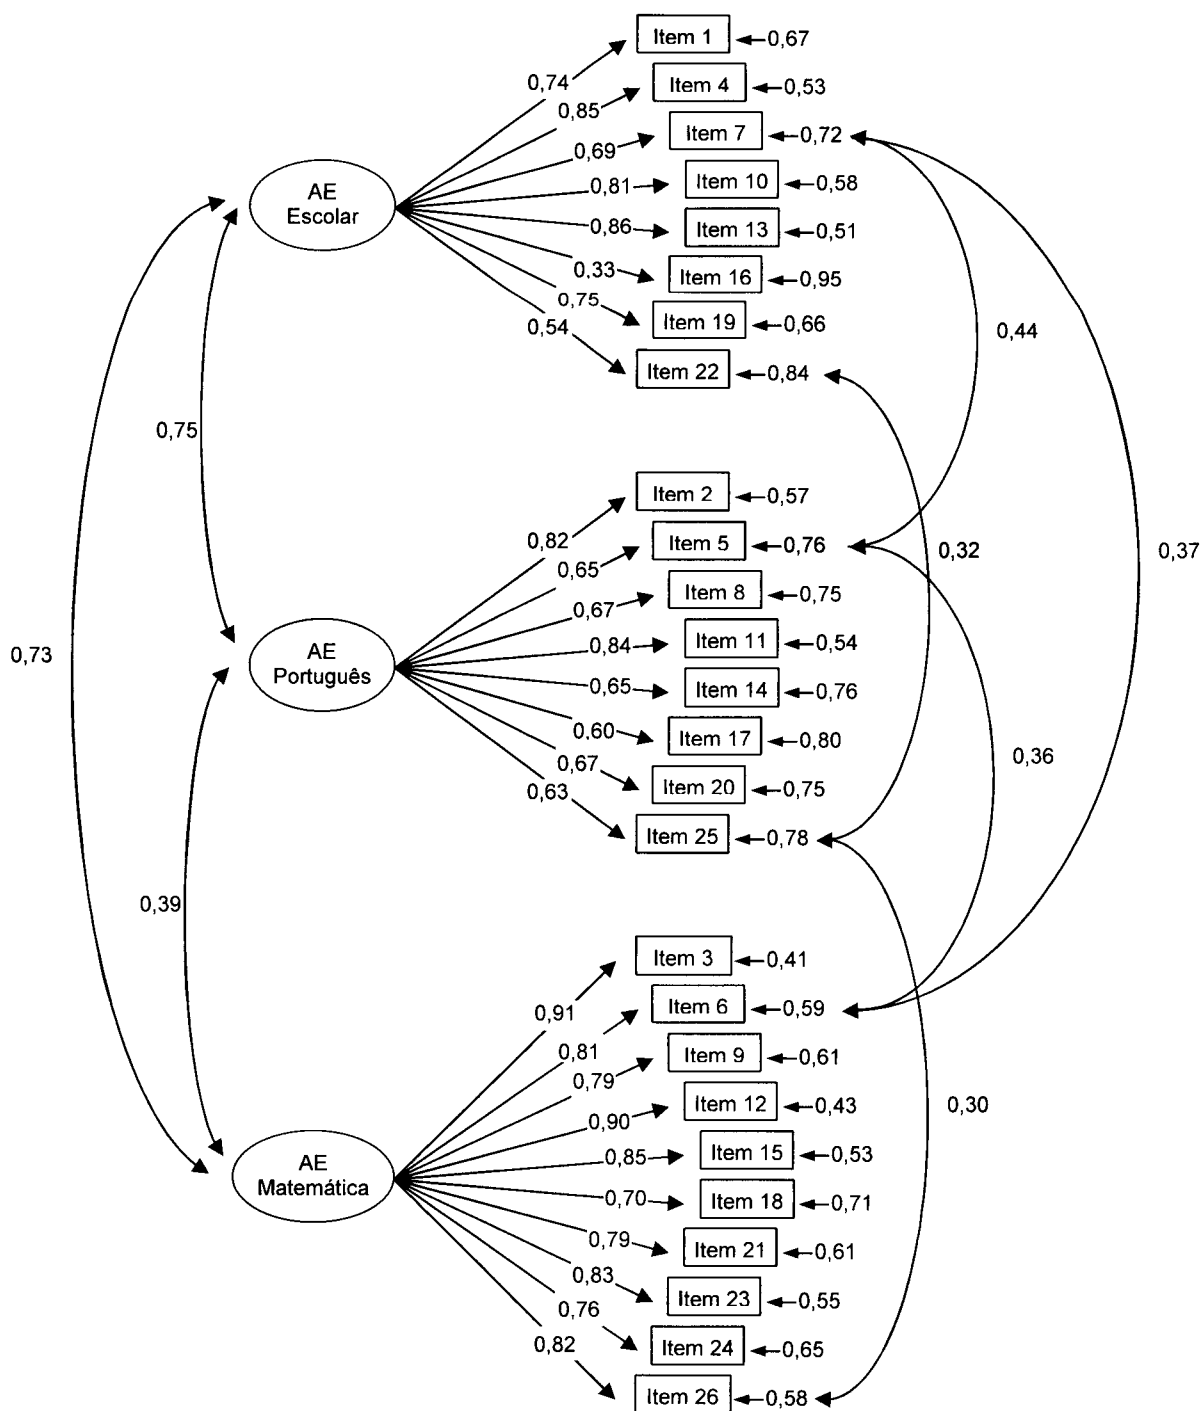 Item 1 0,67
0,74
Item 4 0,53
0,85
Item 7 0,72
0,69
AE
Escolar
0,81
Item 10 0,58
0,86
Item 13 0,51
0,33
Item 16 0,95
0,75
Item 19 0,66
0,54
Item 22 0,84
0,44
0,75
Item 2 0,57
0,82
Item 5 0,76
0,65
0,32
0,37
Item 8 0,75
0,67
0,73
AE
Português
0,84
Item 11 0,54
0,65
Item 14 0,76
0,60
Item 17 0,80
0,67
Item 20 0,75
0,63
Item 25 0,78
0,36
0,39
Item 3 0,41
0,91
Item 6 0,59
0,81
Item 9 0,61
0,79
Item 12 0,43
0,90
0,30
AE
Matemática
0,85
Item 15 0,53
0,70
Item 18 0,71
0,79
Item 21 0,61
0,83
Item 23 0,55
0,76
Item 24 0,65
0,82
Item 26 0,58